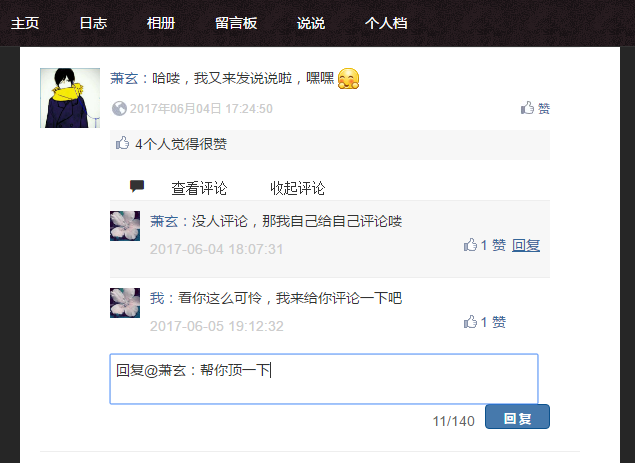 主页 日志 相册 留言板 说说 个人档
萧玄：哈喽，我又来发说说啦，嘿嘿
2017年06月04日 17:24:50 赞
4个人觉得很赞
查看评论 收起评论
萧玄：没人评论，那我自己给自己评论喽
2017-06-04 18:07:31 1 赞 回复
我：看你这么可怜，我来给你评论一下吧
2017-06-05 19:12:32 1 赞
回复@萧玄：帮你顶一下
11/140 回复